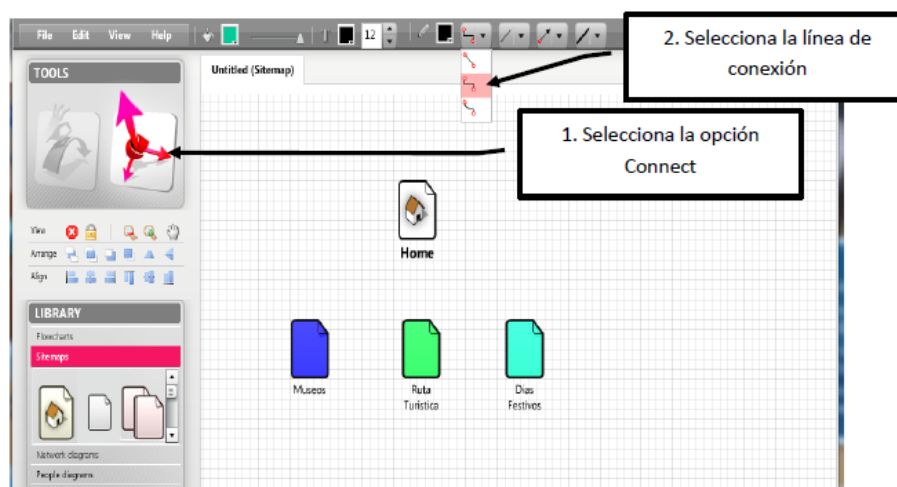 File Edit View Help
12
2. Selecciona la línea de
conexión
TOOLS
Untitled (Sitemap)
1. Selecciona la opción
Connect
View
Arrange
Align
Home
LIBRARY
Flowcharts
Sitemaps
Museos
Ruta
Turistica
Dias
Festivos
Network diagrams
People diagrams